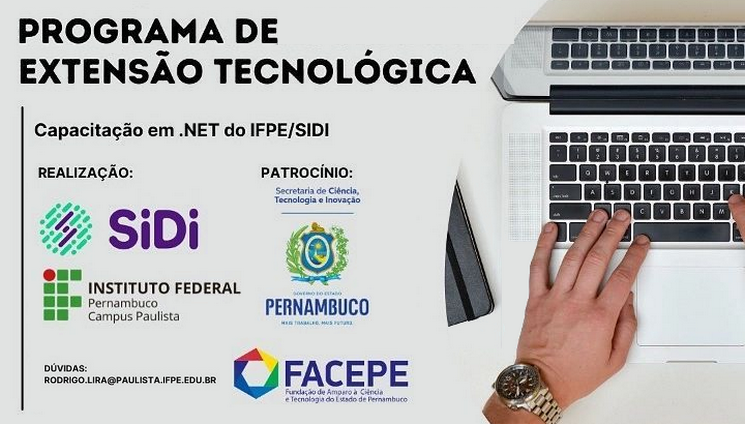 PROGRAMA DE
EXTENSÃO TECNOLÓGICA
Capacitação em .NET do IFPE/SIDI
REALIZAÇÃO:
SiDi
INSTITUTO FEDERAL
Pernambuco
Campus Paulista
PATROCÍNIO:
Secretaria de Ciência,
Tecnologia e Inovação
GOVERNO DO ESTADO
PERNAMBUCO
MAIS TRABALHO, MAIS FUTURO.
DÚVIDAS:
RODRIGO.LIRA@PAULISTA.IFPE.EDU.BR
FACEPE
Fundação de Amparo à Ciência
e Tecnologia do Estado de Pernambuco